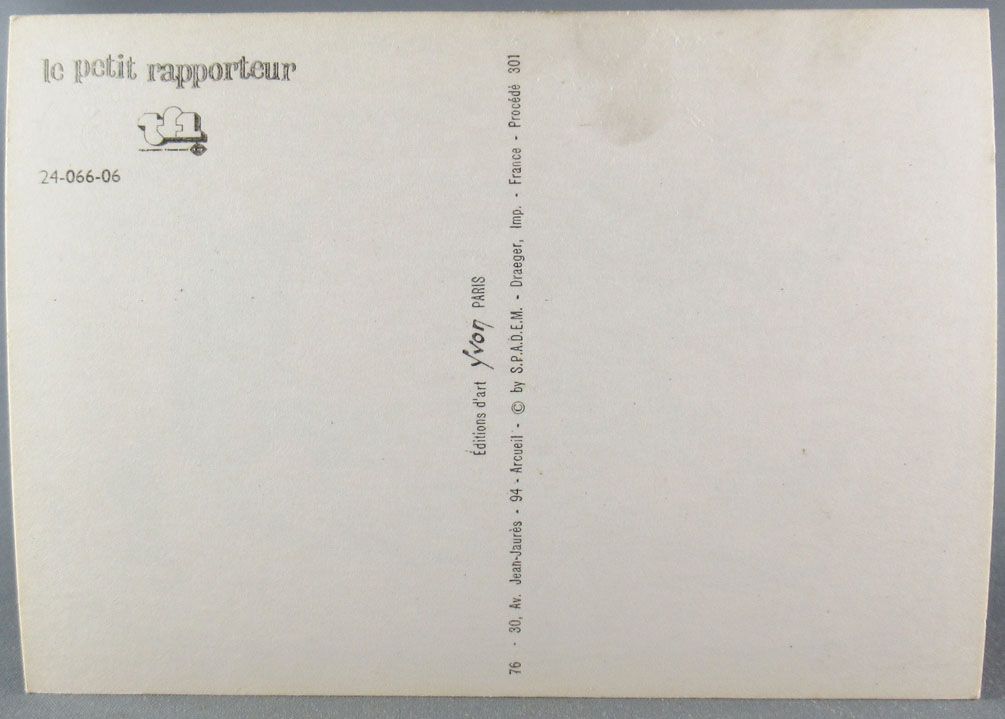 le petit rapporteur
tf1
24-066-06
Éditions d'art Yvon PARIS
76 - 30, Av. Jean-Jaurès - 94 - Arcueil - © by S.P.A.D.E.M. - Draeger, Imp. - France - Procédé 301